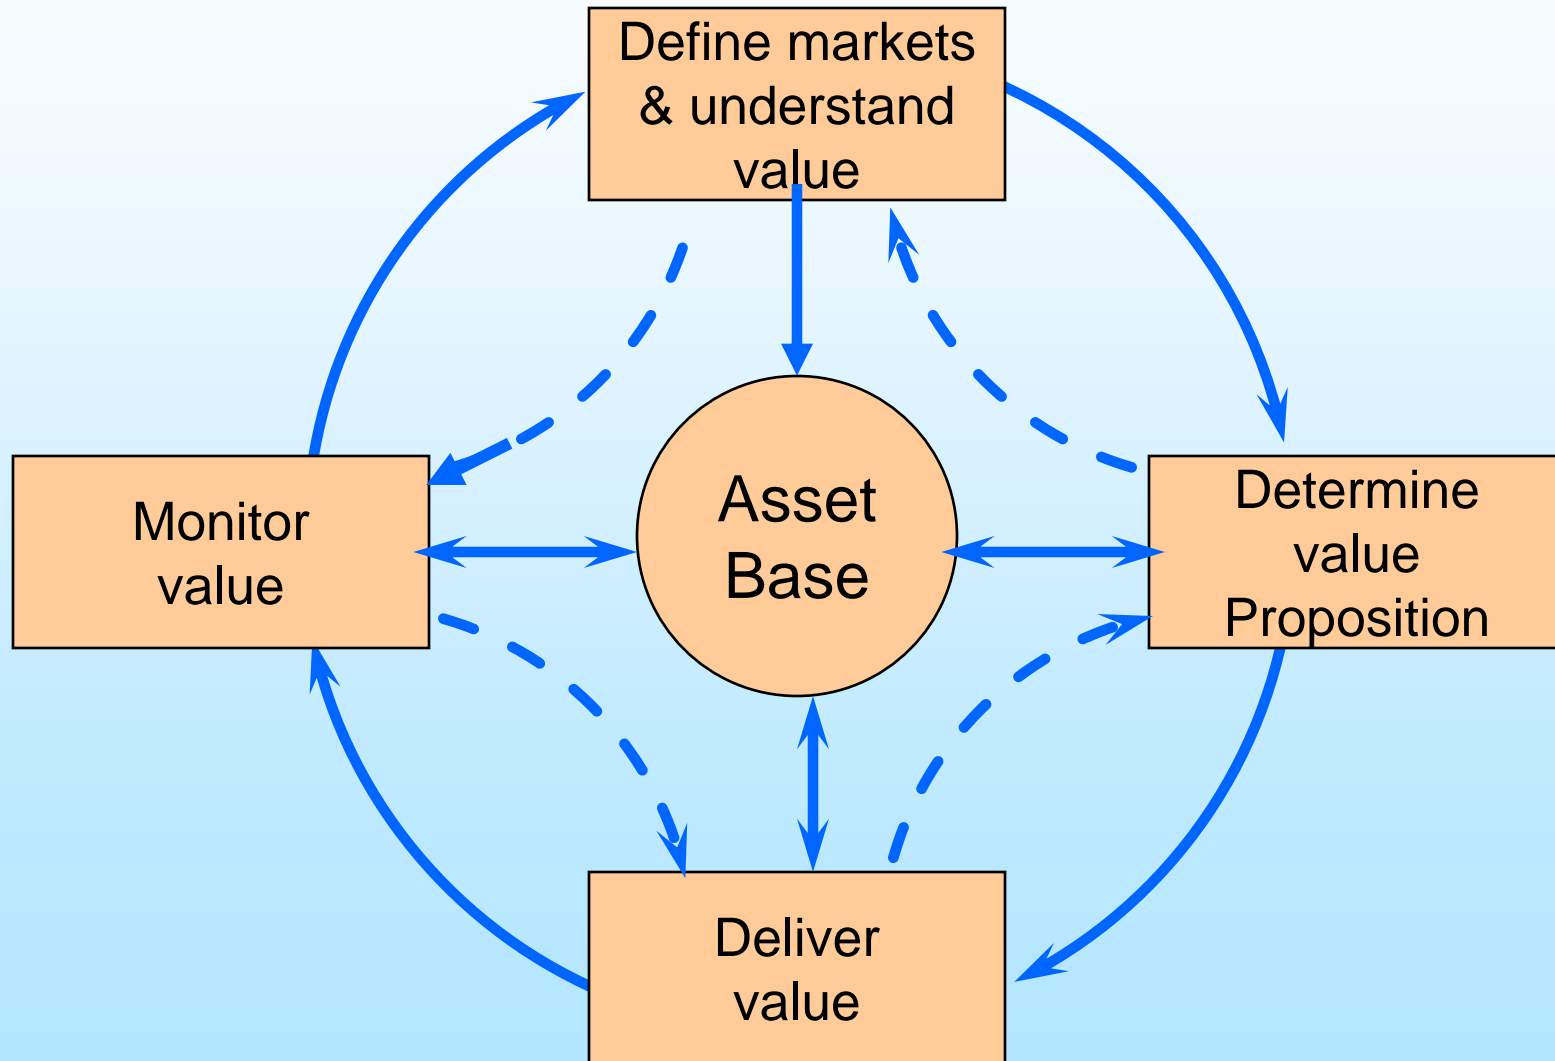 Define markets
& understand
value
Monitor
value
Asset
Base
Determine
value
Proposition
Deliver
value